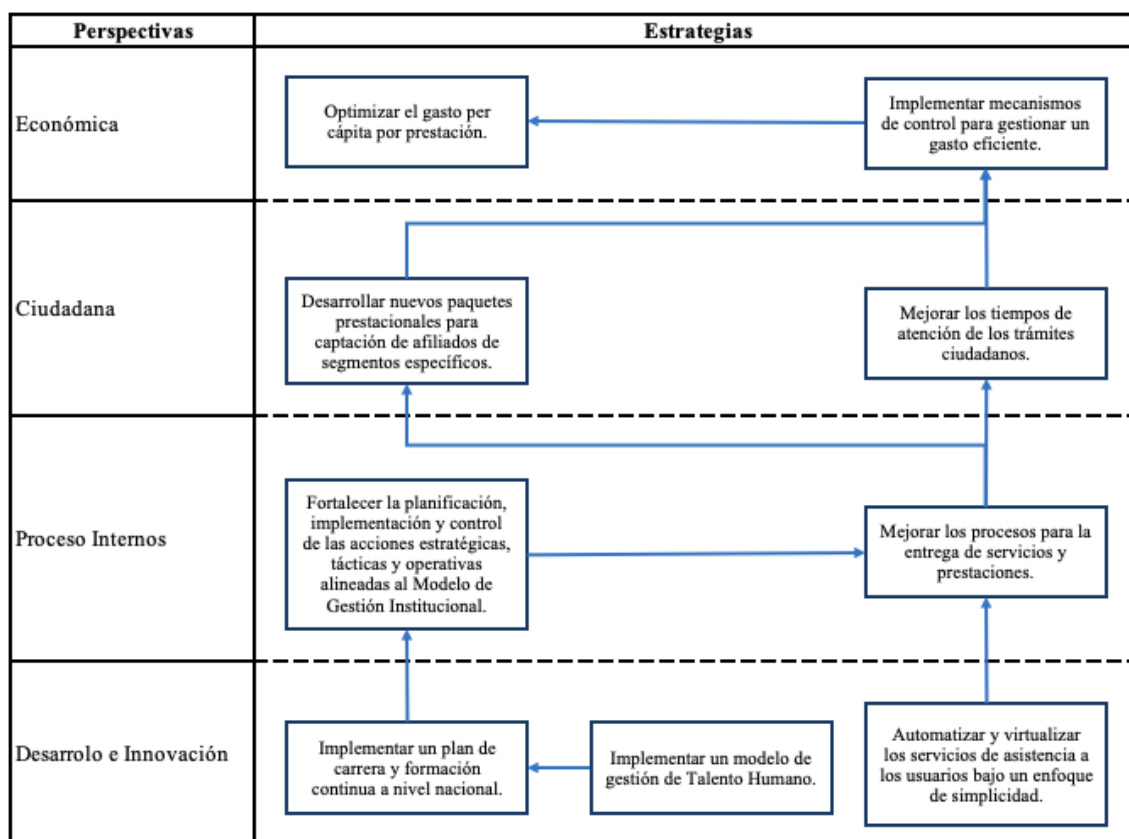 Perspectivas
Estrategias
Económica
Optimizar el gasto per
cápita por prestación.
Implementar mecanismos
de control para gestionar un
gasto eficiente.
Ciudadana
Desarrollar nuevos paquetes
prestacionales para
captación de afiliados de
segmentos específicos.
Mejorar los tiempos de
atención de los trámites
ciudadanos.
Proceso Internos
Fortalecer la planificación,
implementación y control
de las acciones estratégicas,
tácticas y operativas
alineadas al Modelo de
Gestión Institucional.
Mejorar los procesos para la
entrega de servicios y
prestaciones.
Desarrolo e Innovación
Implementar un plan de
carrera y formación
continua a nivel nacional.
Implementar un modelo de
gestión de Talento Humano.
Automatizar y virtualizar
los servicios de asistencia a
los usuarios bajo un enfoque
de simplicidad.